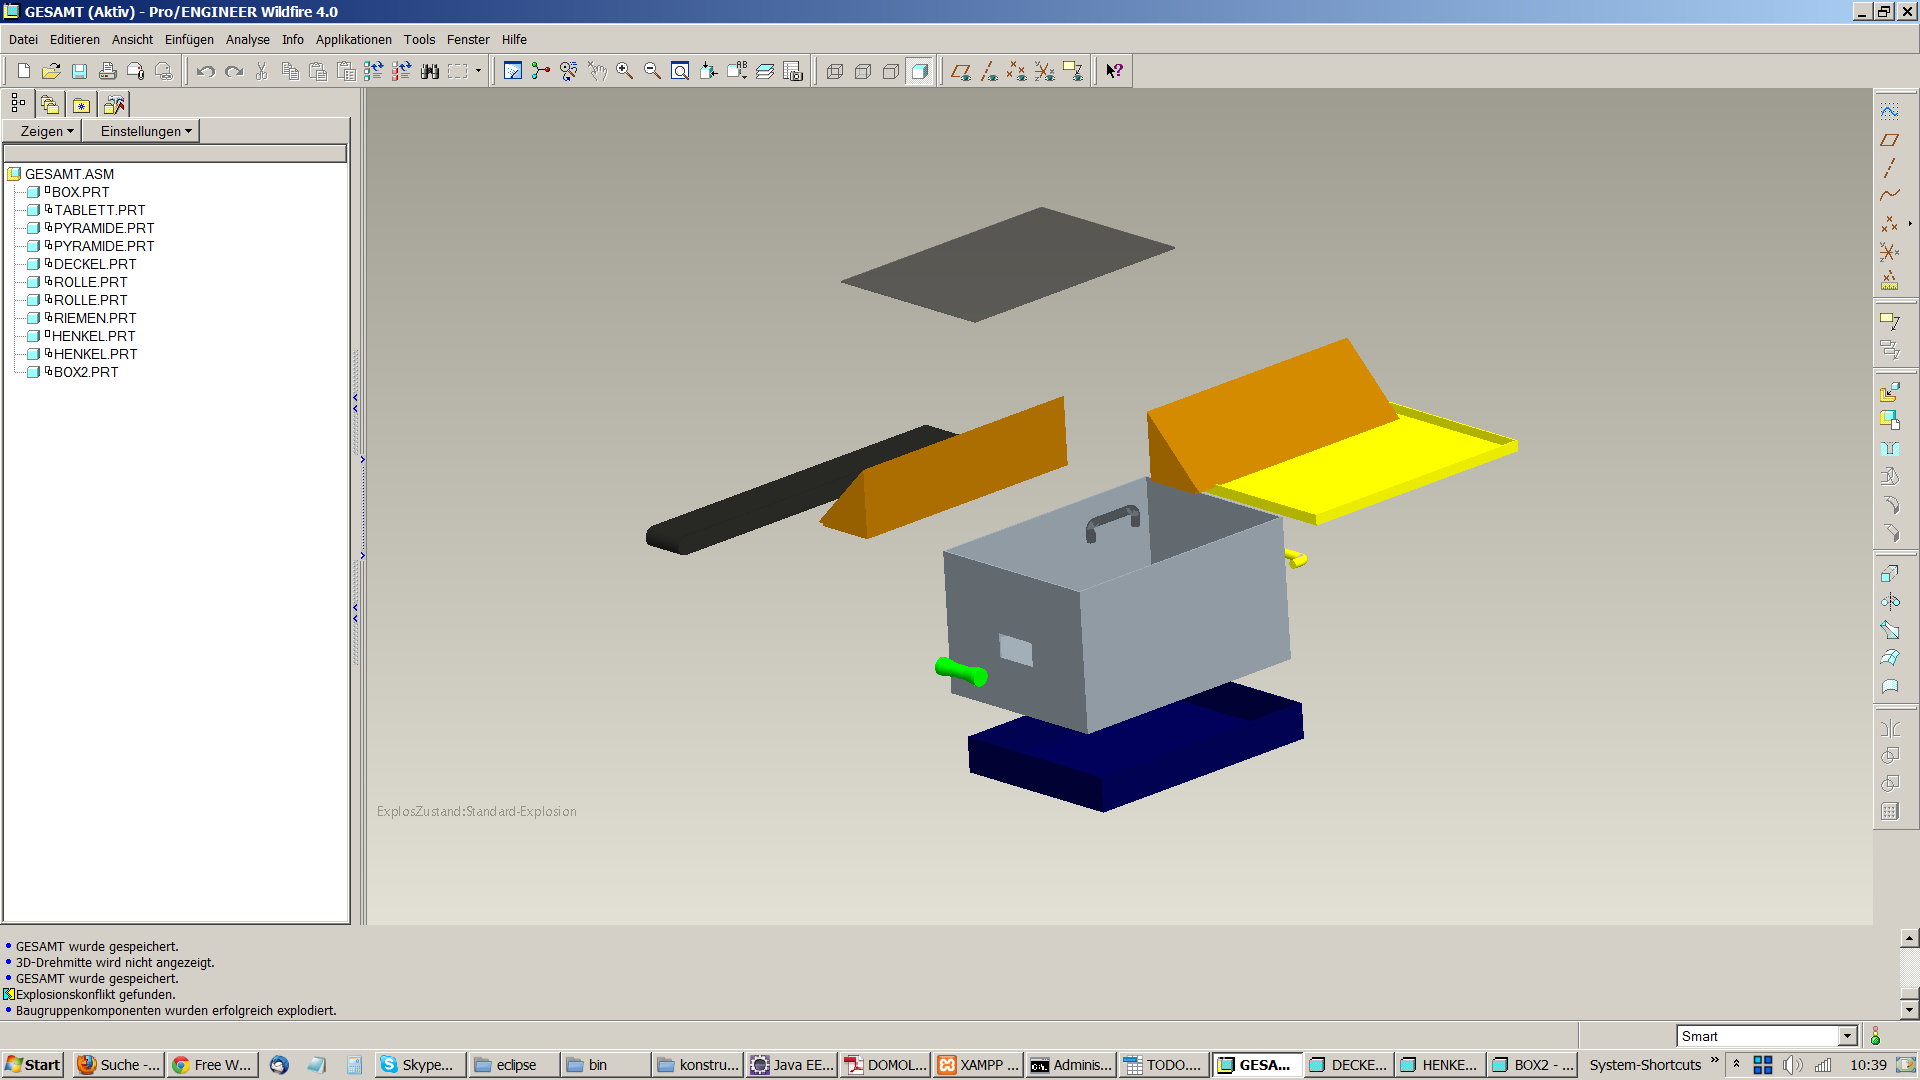 GESAMT (Aktiv) - Pro/ENGINEER Wildfire 4.0
Datei Editieren Ansicht Einfügen Analyse Info Applikationen Tools Fenster Hilfe
Zeigen Einstellungen
GESAMT.ASM
BOX.PRT
TABLETT.PRT
PYRAMIDE.PRT
PYRAMIDE.PRT
DECKEL.PRT
ROLLE.PRT
ROLLE.PRT
RIEMEN.PRT
HENKEL.PRT
HENKEL.PRT
BOX2.PRT
ExplosZustand:Standard-Explosion
GESAMT wurde gespeichert.
3D-Drehmitte wird nicht angezeigt.
GESAMT wurde gespeichert.
Explosionskonflikt gefunden.
Baugruppenkomponenten wurden erfolgreich explodiert.
Smart
Start Suche -... Free W... Skype... eclipse bin konstru... Java EE... DOMOL... XAMPP ... Adminis... TODO.... GESA... DECKE... HENKE... BOX2 - ... System-Shortcuts » 10:39